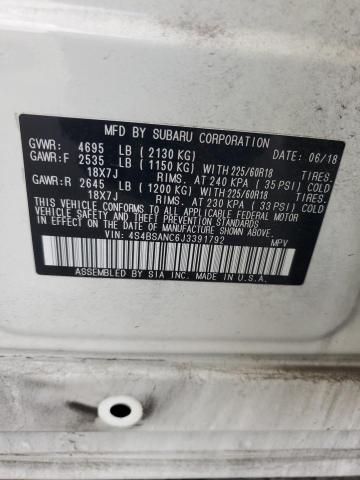 MFD BY SUBARU CORPORATION
GVWR: 4695 LB ( 2130 KG) DATE: 06/18
GAWR:F 2535 LB ( 1150 KG) WITH 225/60R18 TIRES.
18X7J RIMS. AT 240 KPA ( 35 PSI) COLD
GAWR:R 2645 LB ( 1200 KG) WITH 225/60R18 TIRES.
18X7J RIMS. AT 230 KPA ( 33 PSI) COLD
THIS VEHICLE CONFORMS TO ALL APPLICABLE FEDERAL MOTOR
VEHICLE SAFETY AND THEFT PREVENTION STANDARDS
IN EFFECT ON THE DATE OF MANUFACTURE SHOWN ABOVE.
VIN: 4S4BSANC6J3391792 MPV
ASSEMBLED BY SIA INC. MADE IN U.S.A.